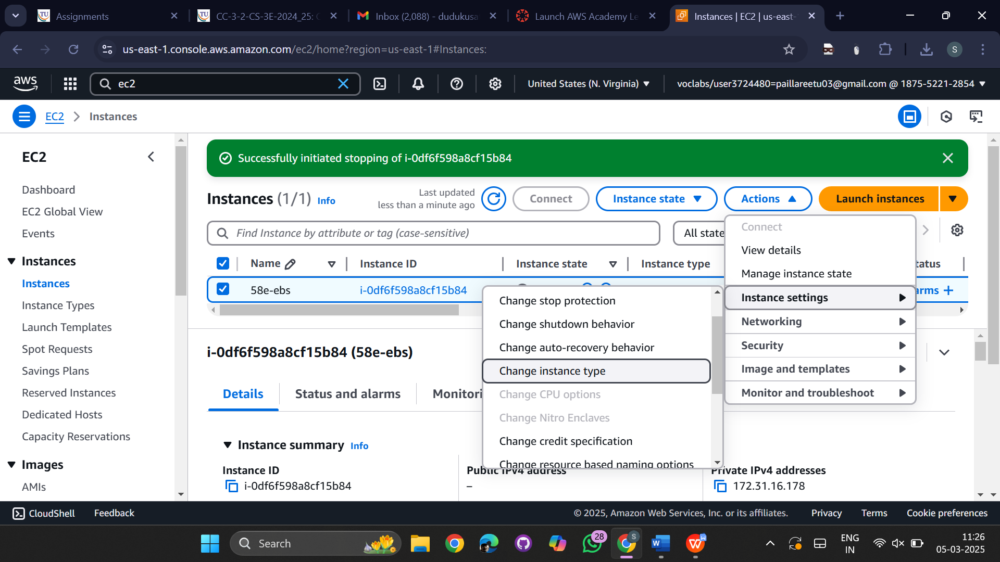 Assignments
CC-3-2-CS-3E-2024_25:
Inbox (2,088) - dudukusa
Launch AWS Academy Le
Instances | EC2 | us-east-
us-east-1.console.aws.amazon.com/ec2/home?region=us-east-1#Instances:
S
aws
ec2
United States (N. Virginia)
voclabs/user3724480=paillareetu03@gmail.com @ 1875-5221-2854
EC2
Instances
EC2
Dashboard
EC2 Global View
Events
Instances
Instances
Instance Types
Launch Templates
Spot Requests
Savings Plans
Reserved Instances
Dedicated Hosts
Capacity Reservations
Images
AMIs
Successfully initiated stopping of i-0df6f598a8cf15b84
Instances (1/1) Info
Last updated
less than a minute ago
Connect
Instance state
Actions
Launch instances
Find Instance by attribute or tag (case-sensitive)
All state
Name
Instance ID
Instance state
Instance type
tatus
58e-ebs
i-0df6f598a8cf15b84
arms +
Connect
View details
Manage instance state
Instance settings
Networking
Security
Image and templates
Monitor and troubleshoot
Change stop protection
Change shutdown behavior
Change auto-recovery behavior
Change instance type
Change CPU options
Change Nitro Enclaves
Change credit specification
Change resource based naming options
i-0df6f598a8cf15b84 (58e-ebs)
Details
Status and alarms
Monitori
Instance summary Info
Instance ID
i-0df6f598a8cf15b84
Public IPv4 address
–
Private IPv4 addresses
172.31.16.178
CloudShell
Feedback
© 2025, Amazon Web Services, Inc. or its affiliates.
Privacy
Terms
Cookie preferences
Search
28
S
W
ENG
IN
11:26
05-03-2025